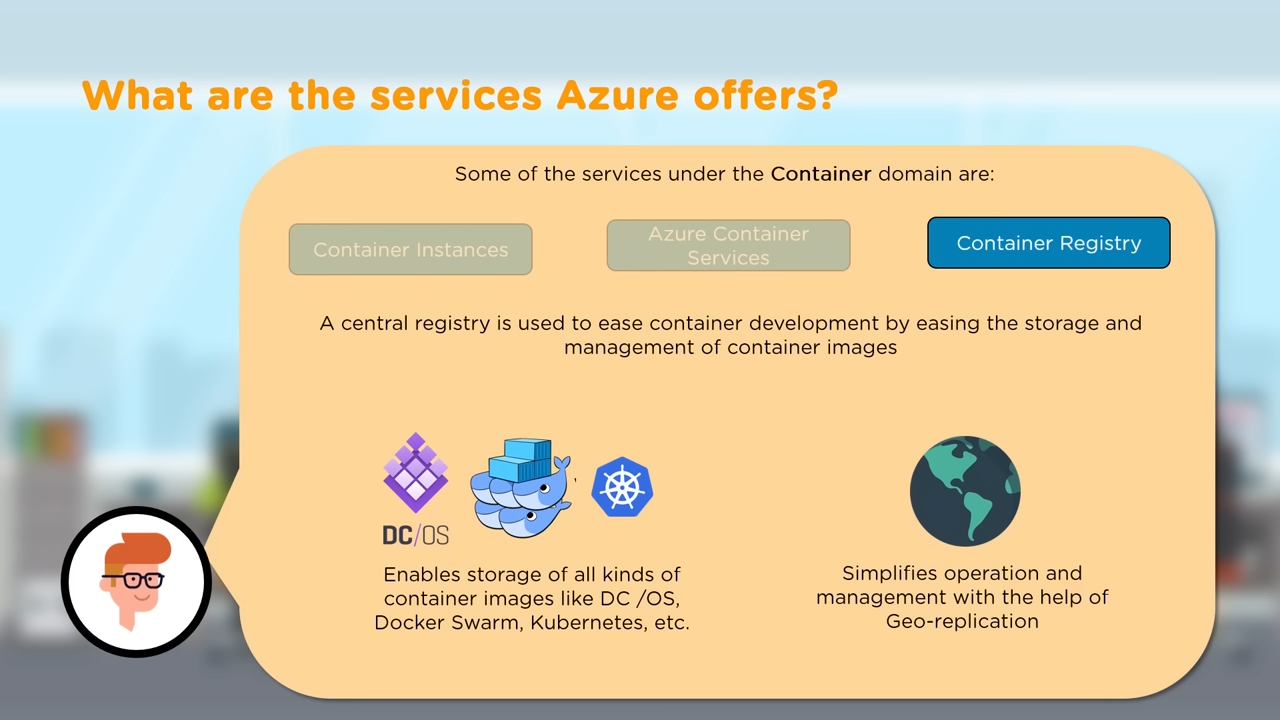 What are the services Azure offers?
Some of the services under the Container domain are:
Container Instances
Azure Container
Services
Container Registry
A central registry is used to ease container development by easing the storage and
management of container images
DC/OS
Enables storage of all kinds of
container images like DC /OS,
Docker Swarm, Kubernetes, etc.
Simplifies operation and
management with the help of
Geo-replication